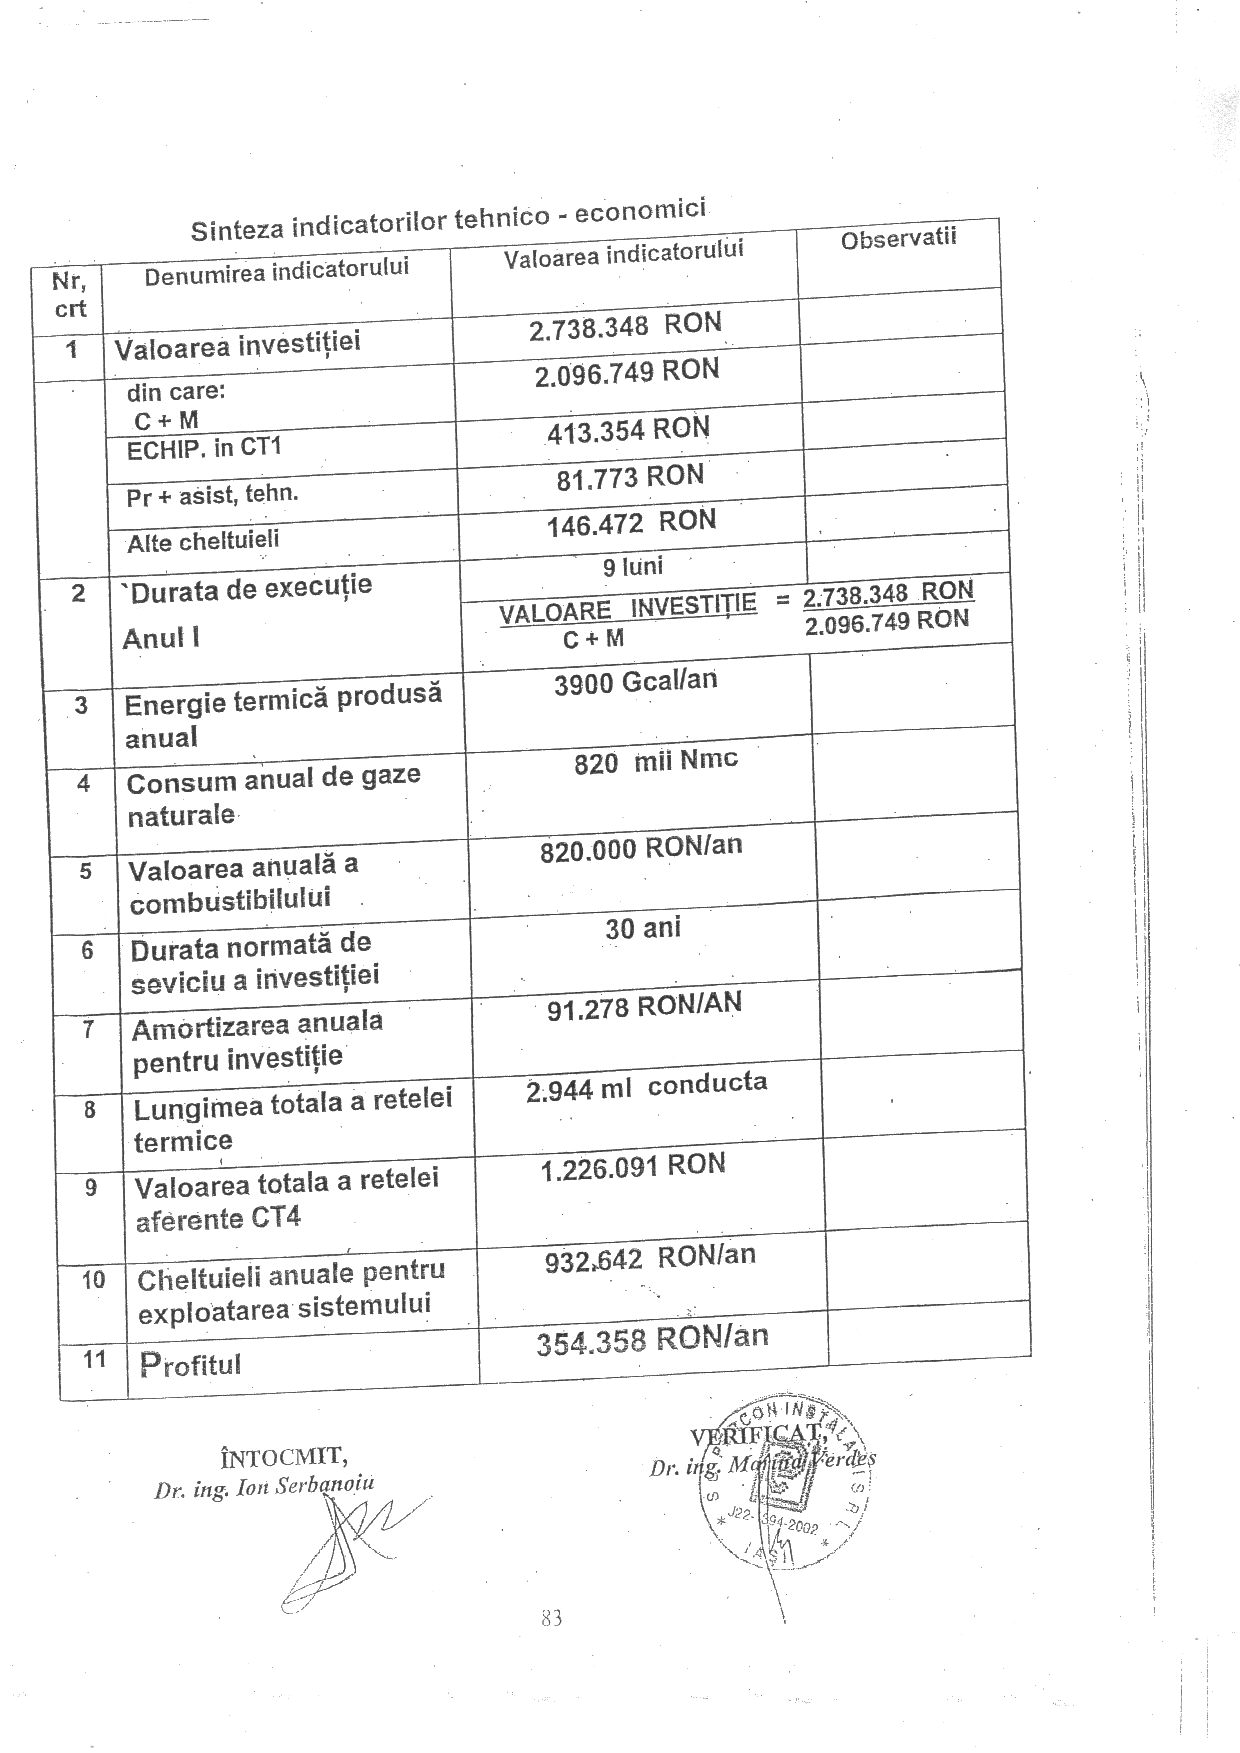 Sinteza indicatorilor tehnico - economici
Nr, crt Denumirea indicatorului Valoarea indicatorului Observatii
1 Valoarea investiției 2.738.348 RON
din care:
C + M 2.096.749 RON
ECHIP. in CT1 413.354 RON
Pr + asist, tehn. 81.773 RON
Alte cheltuieli 146.472 RON
2 `Durata de execuție 9 luni
Anul I VALOARE INVESTIȚIE = 2.738.348 RON
C + M 2.096.749 RON
3 Energie termică produsă 3900 Gcal/an
anual
4 Consum anual de gaze 820 mii Nmc
naturale
5 Valoarea anuală a 820.000 RON/an
combustibilului
6 Durata normată de 30 ani
seviciu a investiției
7 Amortizarea anuala 91.278 RON/AN
pentru investiție
8 Lungimea totala a retelei 2.944 ml conducta
termice
9 Valoarea totala a retelei 1.226.091 RON
aferente CT4
10 Cheltuieli anuale pentru 932.642 RON/an
exploatarea sistemului
11 Profitul 354.358 RON/an
ÎNTOCMIT, VERIFICAT,
Dr. ing. Ion Serbanoiu Dr. ing. Marina Verdes
CON INSTAL
SRL
J22-394-2002
IASI
83